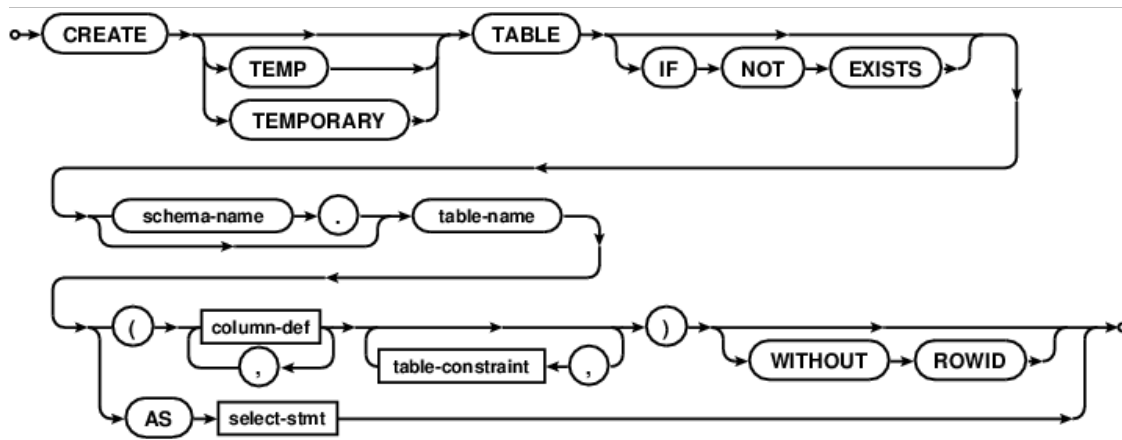 CREATE TABLE
TEMP IF NOT EXISTS
TEMPORARY
schema-name . table-name
( column-def )
, table-constraint , WITHOUT ROWID
AS select-stmt